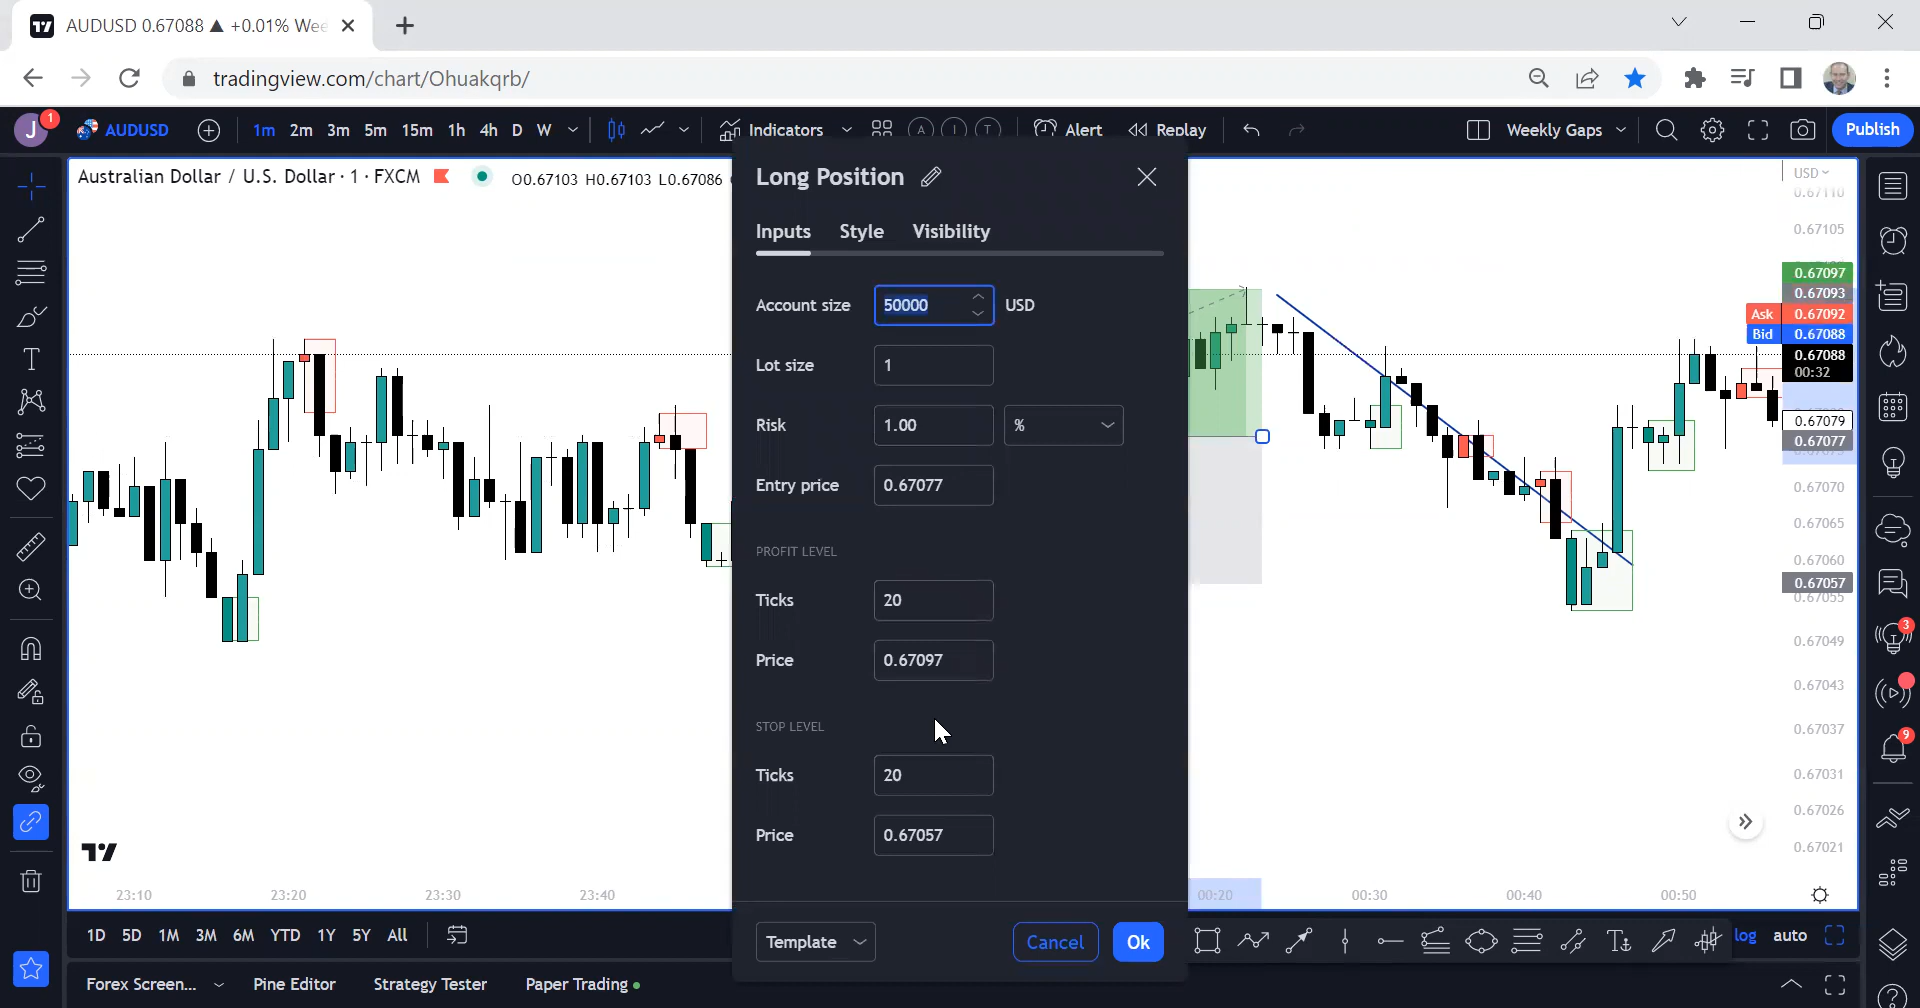 AUDUSD 0.67088 ▲ +0.01% Wee
tradingview.com/chart/Ohuakqrb/
J
1
AUDUSD
1m 2m 3m 5m 15m 1h 4h D W
Indicators
A I T
Alert
Replay
Weekly Gaps
Publish
Australian Dollar / U.S. Dollar · 1 · FXCM
O0.67103 H0.67103 L0.67086
Long Position
Inputs Style Visibility
Account size 50000 USD
Lot size 1
Risk 1.00 %
Entry price 0.67077
PROFIT LEVEL
Ticks 20
Price 0.67097
STOP LEVEL
Ticks 20
Price 0.67057
Template
Cancel
Ok
USD
0.67110
0.67105
0.67097
0.67093
Ask 0.67092
Bid 0.67088
0.67088
00:32
0.67079
0.67077
0.67070
0.67065
0.67060
0.67057
0.67055
0.67049
0.67043
0.67037
0.67031
0.67026
0.67021
23:10 23:20 23:30 23:40 00:20 00:30 00:40 00:50
1D 5D 1M 3M 6M YTD 1Y 5Y All
log auto
Forex Screen... Pine Editor Strategy Tester Paper Trading
3
9